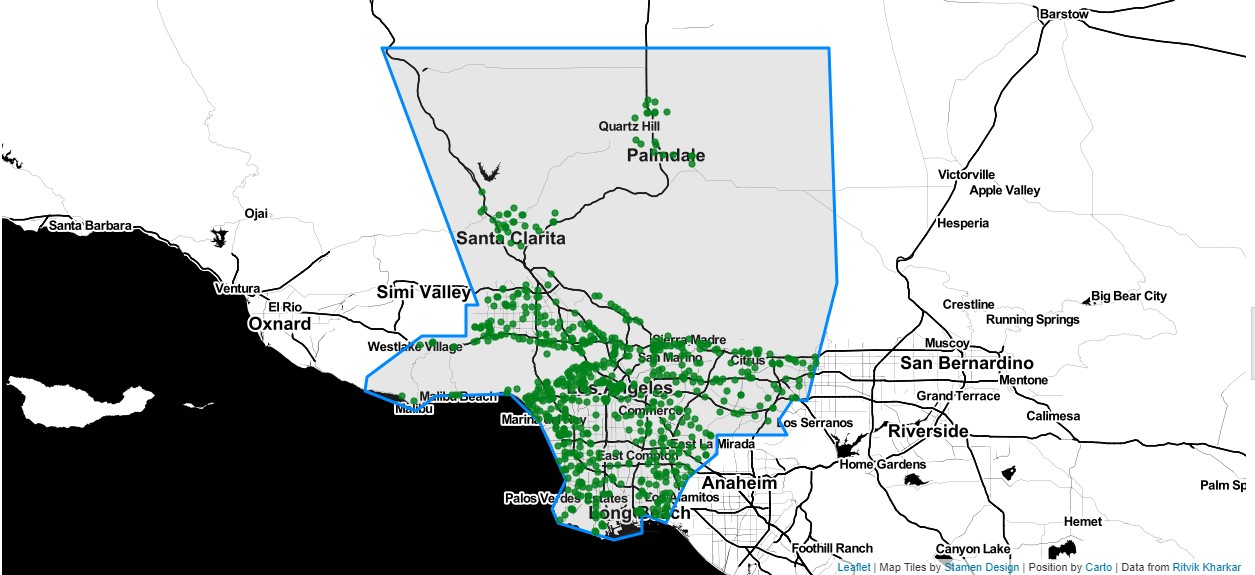 Barstow
Quartz Hill
Palmdale
Victorville
Apple Valley
Ojai
Santa Barbara
Hesperia
Santa Clarita
Ventura
Simi Valley
Big Bear City
El Rio
Crestline
Oxnard
Running Springs
Sierra Madre
Muscoy
Westlake Village
San Marino
Citrus
San Bernardino
Mentone
Los Angeles
Malibu Beach
Grand Terrace
Malibu
Commerce
Calimesa
Marina del Rey
Los Serranos
Riverside
East La Mirada
East Compton
Home Gardens
Anaheim
Palm Sp
Palos Verdes Estates
Los Alamitos
Long Beach
Hemet
Foothill Ranch
Canyon Lake
Leaflet | Map Tiles by Stamen Design | Position by Carto | Data from Ritvik Kharkar